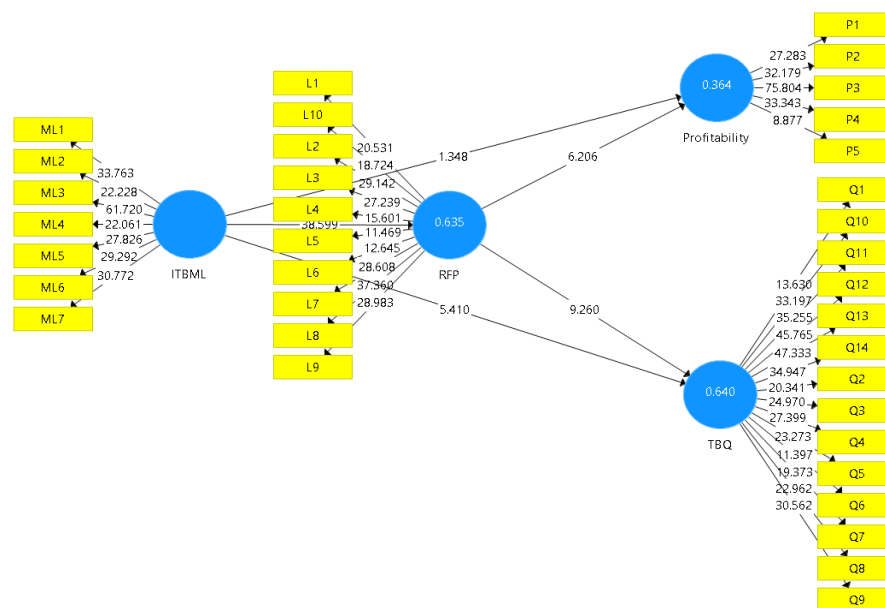 ML1
ML2
ML3
ML4
ML5
ML6
ML7
33.763
22.228
61.720
22.061
27.826
29.292
30.772
ITBML
L1
L10
L2
L3
L4
L5
L6
L7
L8
L9
20.531
18.724
29.142
27.239
15.601
11.469
12.645
28.608
37.360
28.983
38.599
0.635
RFP
1.348
6.206
5.410
9.260
0.364
Profitability
27.283
32.179
75.804
33.343
8.877
P1
P2
P3
P4
P5
0.640
TBQ
13.630
33.197
35.255
45.765
47.333
34.947
20.341
24.970
27.399
23.273
11.397
19.373
22.962
30.562
Q1
Q10
Q11
Q12
Q13
Q14
Q2
Q3
Q4
Q5
Q6
Q7
Q8
Q9